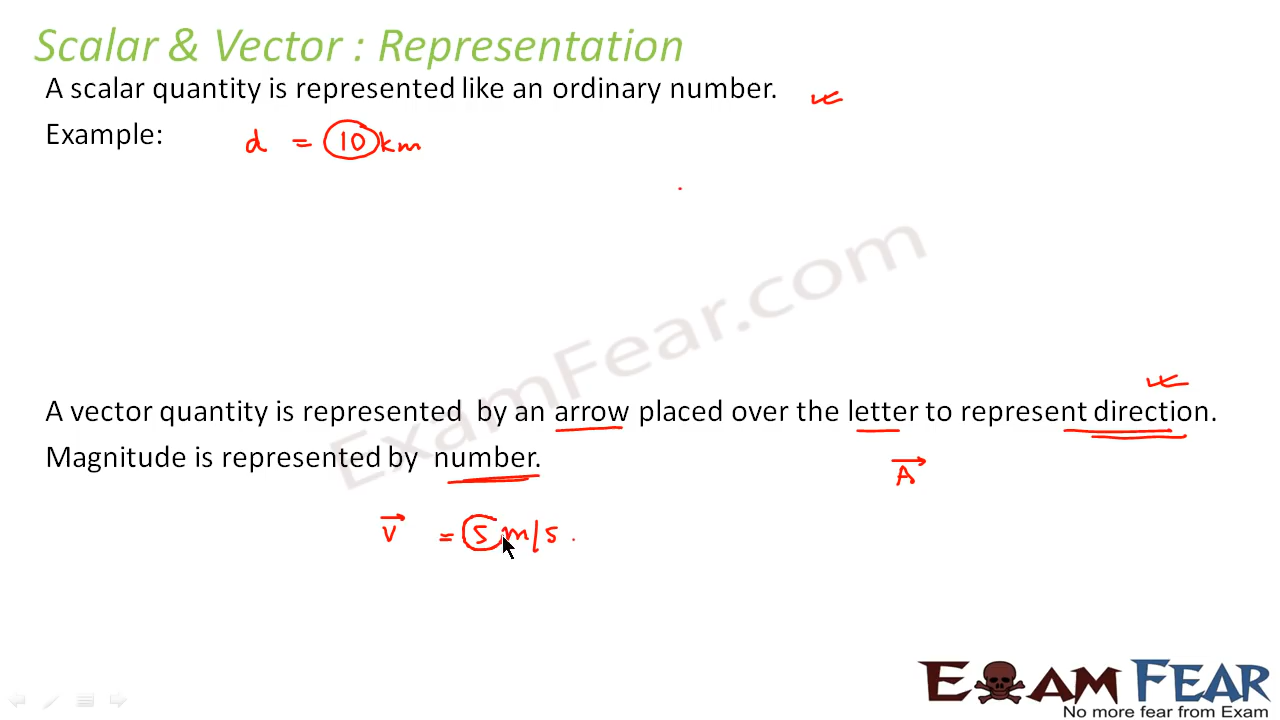 Scalar & Vector : Representation
A scalar quantity is represented like an ordinary number.
Example: d = 10 km
ExamFear.com
A vector quantity is represented by an arrow placed over the letter to represent direction.
Magnitude is represented by number.
A⃗
v⃗ = 5 m/s.
EXAM FEAR
No more fear from Exam